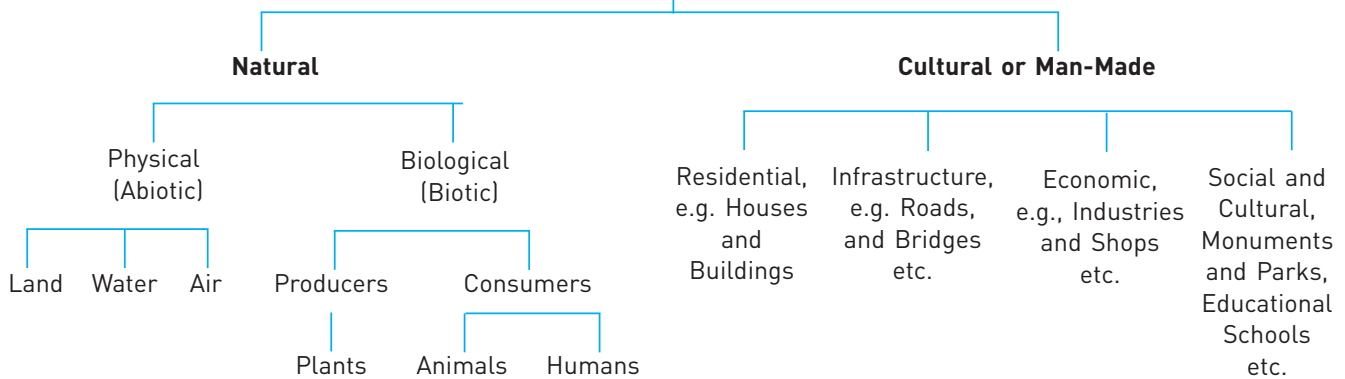 Natural
Cultural or Man-Made
Physical
(Abiotic)
Biological
(Biotic)
Land
Water
Air
Producers
Consumers
Plants
Animals
Humans
Residential,
e.g. Houses
and
Buildings
Infrastructure,
e.g. Roads,
and Bridges
etc.
Economic,
e.g., Industries
and Shops
etc.
Social and
Cultural,
Monuments
and Parks,
Educational
Schools
etc.